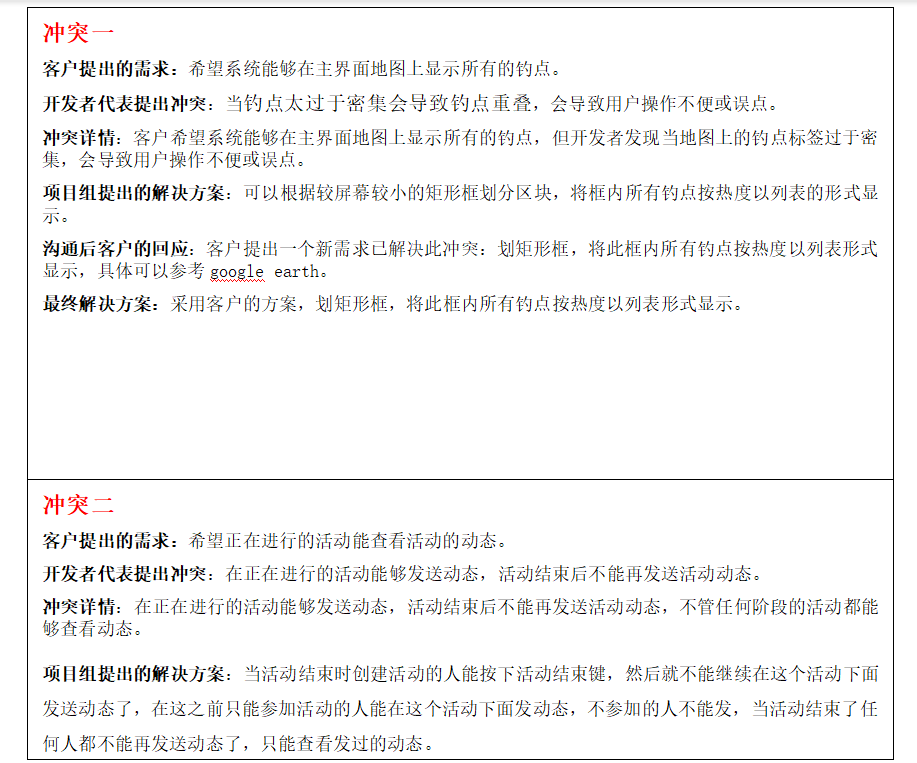 冲突一
客户提出的需求：希望系统能够在主界面地图上显示所有的钓点。
开发者代表提出冲突：当钓点太过于密集会导致钓点重叠，会导致用户操作不便或误点。
冲突详情：客户希望系统能够在主界面地图上显示所有的钓点，但开发者发现当地图上的钓点标签过于密
集，会导致用户操作不便或误点。
项目组提出的解决方案：可以根据较屏幕较小的矩形框划分区块，将框内所有钓点按热度以列表的形式显
示。
沟通后客户的回应：客户提出一个新需求已解决此冲突：划矩形框，将此框内所有钓点按热度以列表形式
显示，具体可以参考 google earth。
最终解决方案：采用客户的方案，划矩形框，将此框内所有钓点按热度以列表形式显示。
冲突二
客户提出的需求：希望正在进行的活动能查看活动的动态。
开发者代表提出冲突：在正在进行的活动能够发送动态，活动结束后不能再发送活动动态。
冲突详情：在正在进行的活动能够发送动态，活动结束后不能再发送活动动态，不管任何阶段的活动都能
够查看动态。
项目组提出的解决方案：当活动结束时创建活动的人能按下活动结束键，然后就不能继续在这个活动下面
发送动态了，在这之前只能参加活动的人能在这个活动下面发动态，不参加的人不能发，当活动结束了任
何人都不能再发送动态了，只能查看发过的动态。